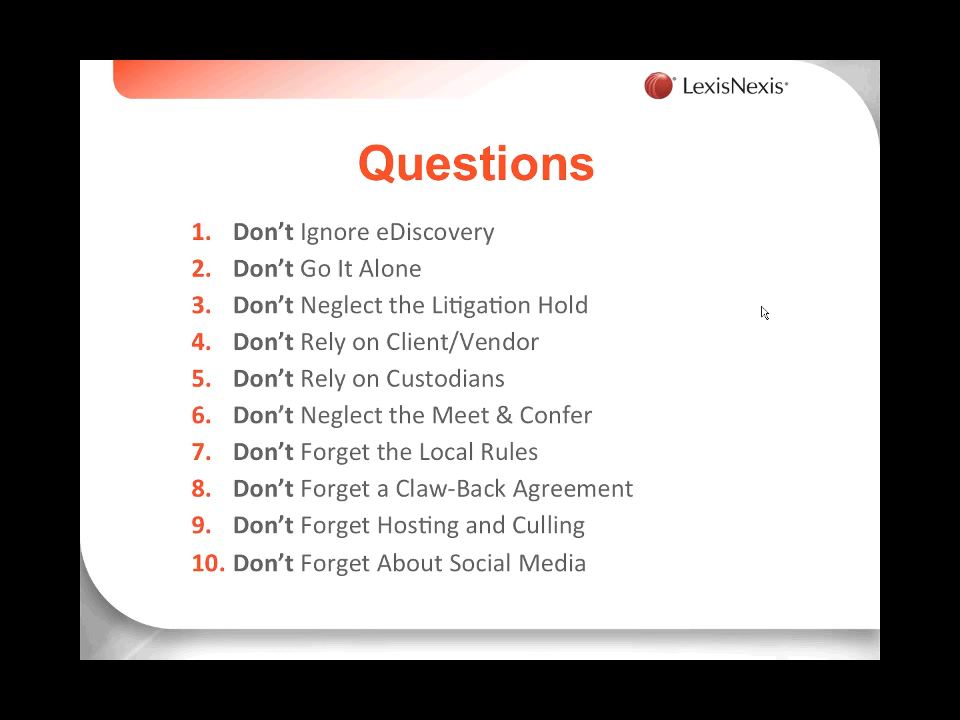 LexisNexis®
Questions
1. Don’t Ignore eDiscovery
2. Don’t Go It Alone
3. Don’t Neglect the Litigation Hold
4. Don’t Rely on Client/Vendor
5. Don’t Rely on Custodians
6. Don’t Neglect the Meet & Confer
7. Don’t Forget the Local Rules
8. Don’t Forget a Claw-Back Agreement
9. Don’t Forget Hosting and Culling
10. Don’t Forget About Social Media